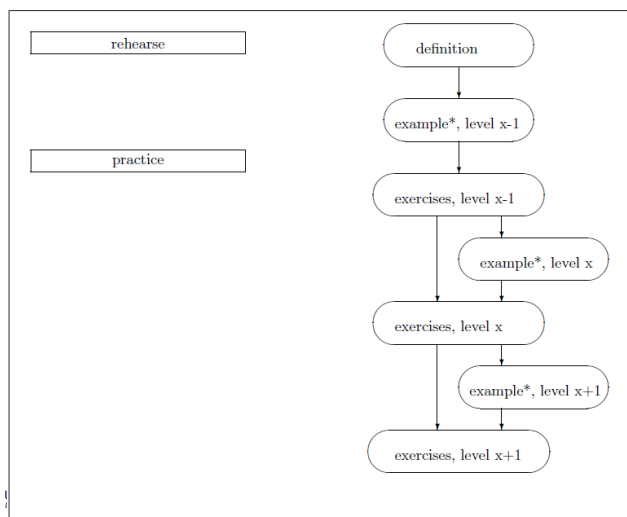 rehearse
definition
example*, level x-1
practice
exercises, level x-1
example*, level x
exercises, level x
example*, level x+1
exercises, level x+1